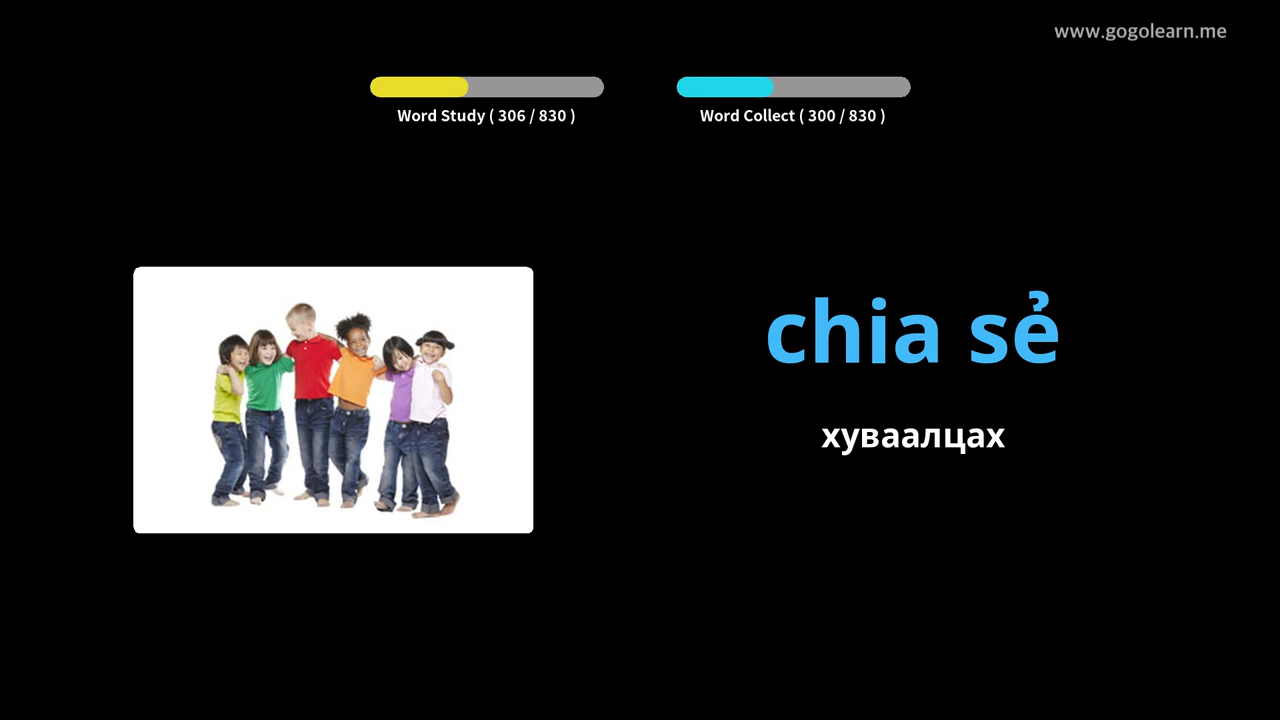 www.gogolearn.me
Word Study ( 306 / 830 )
Word Collect ( 300 / 830 )
chia sẻ
хуваалцах